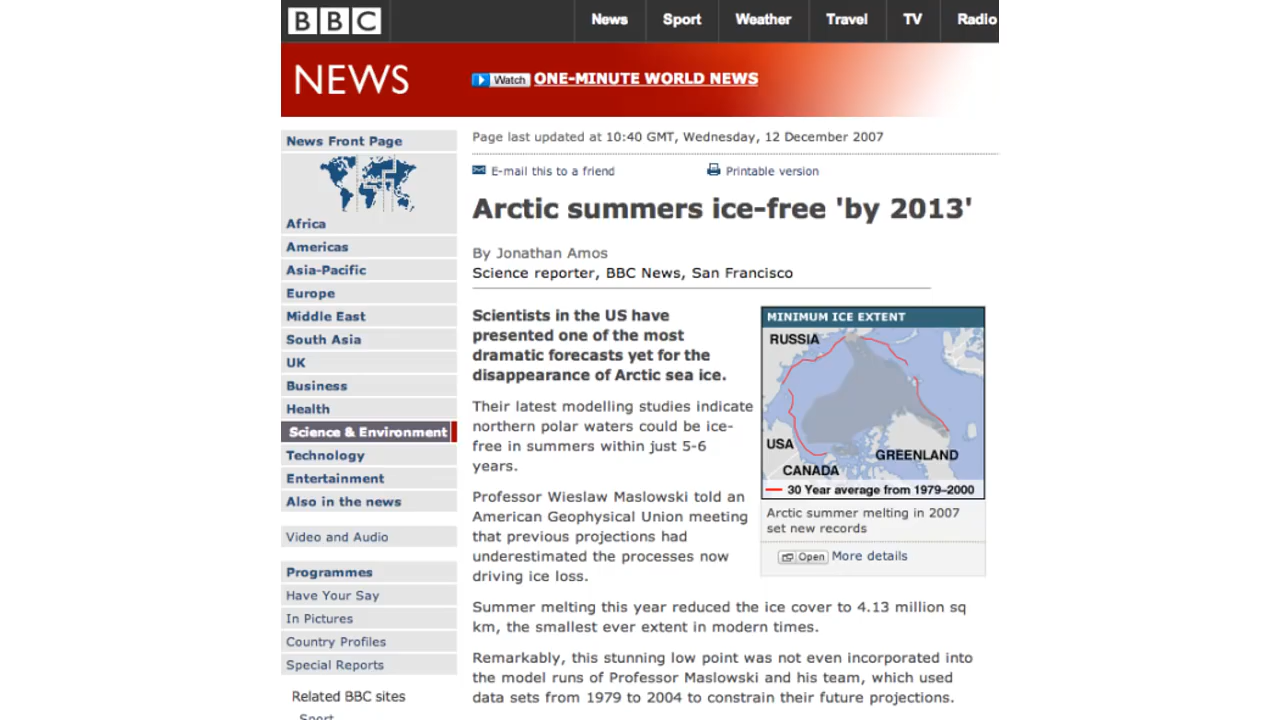 BBC
News Sport Weather Travel TV Radio
NEWS
Watch ONE-MINUTE WORLD NEWS
News Front Page
Africa
Americas
Asia-Pacific
Europe
Middle East
South Asia
UK
Business
Health
Science & Environment
Technology
Entertainment
Also in the news
Video and Audio
Programmes
Have Your Say
In Pictures
Country Profiles
Special Reports
Related BBC sites
Sport
Page last updated at 10:40 GMT, Wednesday, 12 December 2007
E-mail this to a friend Printable version
Arctic summers ice-free 'by 2013'
By Jonathan Amos
Science reporter, BBC News, San Francisco
Scientists in the US have
presented one of the most
dramatic forecasts yet for the
disappearance of Arctic sea ice.
Their latest modelling studies indicate
northern polar waters could be ice-
free in summers within just 5-6
years.
Professor Wieslaw Maslowski told an
American Geophysical Union meeting
that previous projections had
underestimated the processes now
driving ice loss.
MINIMUM ICE EXTENT
RUSSIA
USA
GREENLAND
CANADA
30 Year average from 1979-2000
Arctic summer melting in 2007
set new records
Open More details
Summer melting this year reduced the ice cover to 4.13 million sq
km, the smallest ever extent in modern times.
Remarkably, this stunning low point was not even incorporated into
the model runs of Professor Maslowski and his team, which used
data sets from 1979 to 2004 to constrain their future projections.